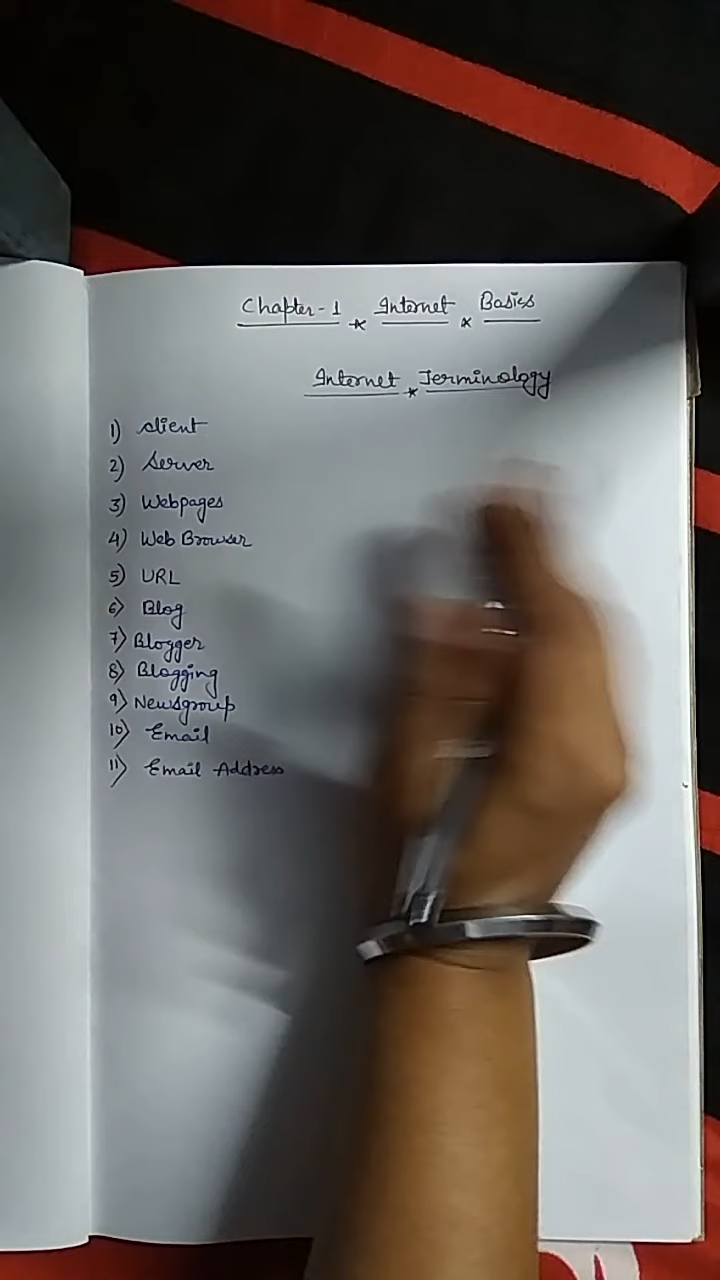 Chapter-1 Internet Basics
Internet Terminology
1) client
2) Server
3) Webpages
4) Web Browser
5) URL
6) Blog
7) Blogger
8) Blogging
9) Newsgroup
10) Email
11) Email Address